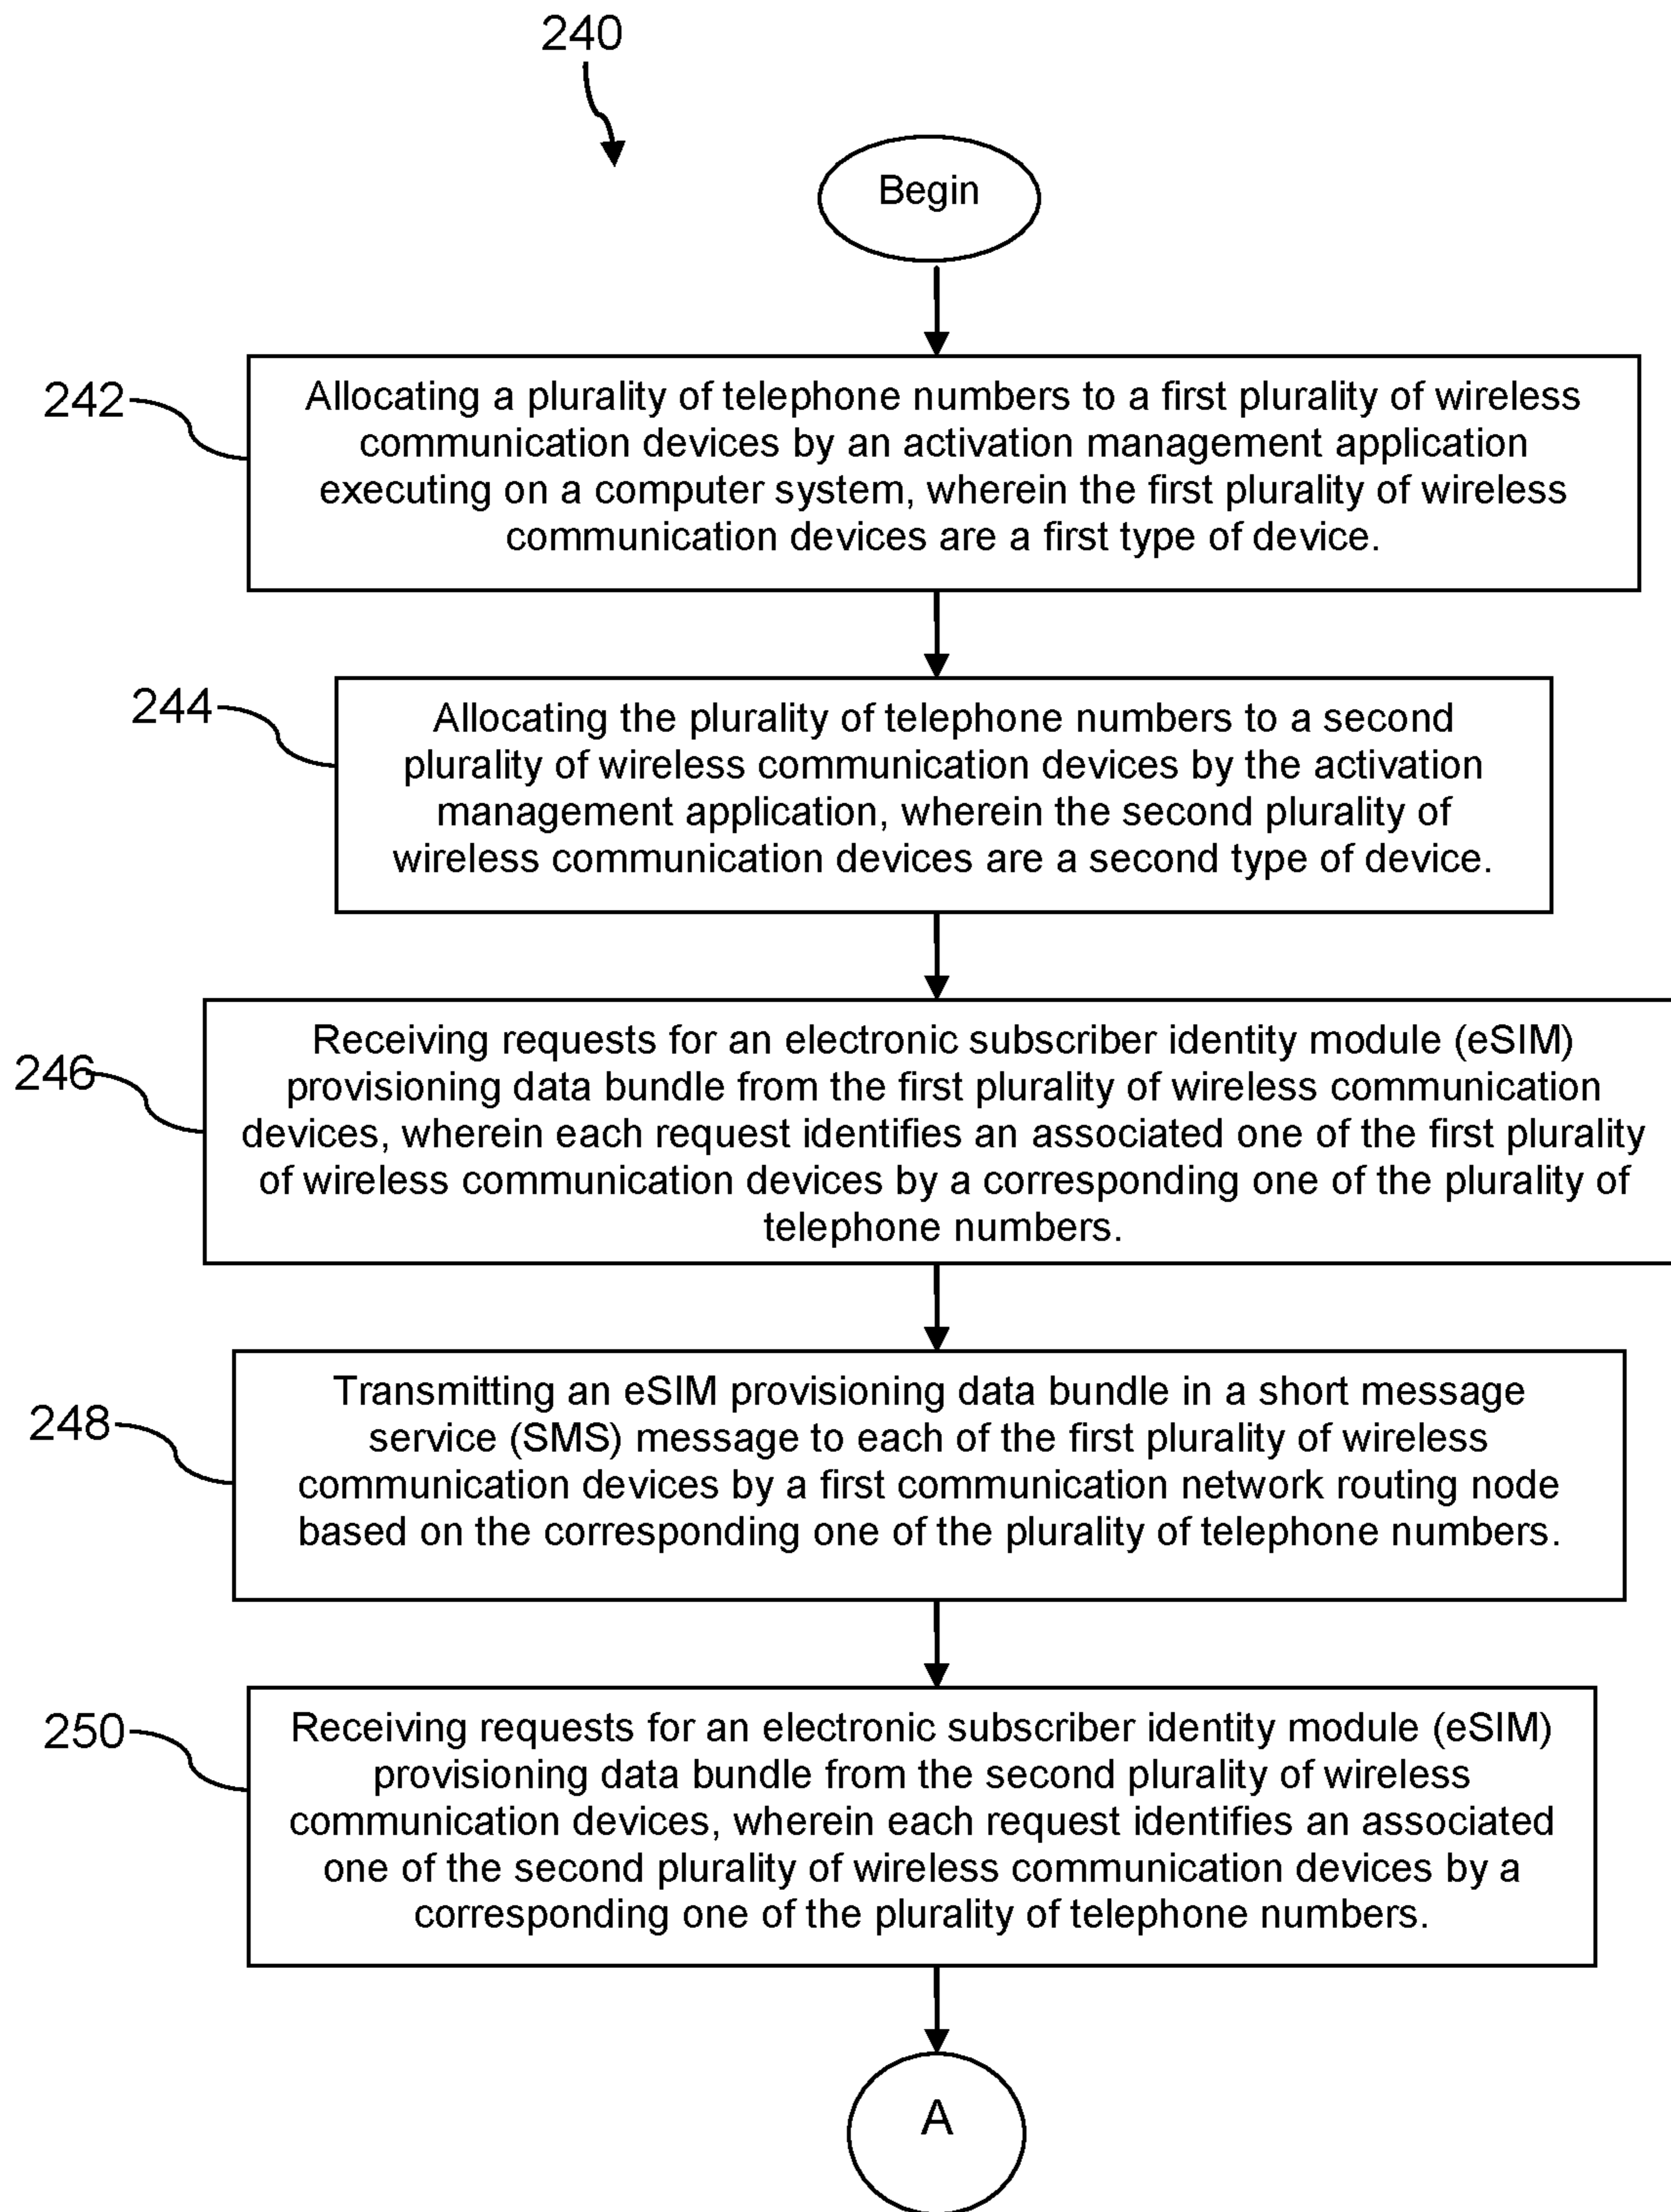 240
Begin
242
Allocating a plurality of telephone numbers to a first plurality of wireless
communication devices by an activation management application
executing on a computer system, wherein the first plurality of wireless
communication devices are a first type of device.
244
Allocating the plurality of telephone numbers to a second
plurality of wireless communication devices by the activation
management application, wherein the second plurality of
wireless communication devices are a second type of device.
246
Receiving requests for an electronic subscriber identity module (eSIM)
provisioning data bundle from the first plurality of wireless communication
devices, wherein each request identifies an associated one of the first plurality
of wireless communication devices by a corresponding one of the plurality of
telephone numbers.
248
Transmitting an eSIM provisioning data bundle in a short message
service (SMS) message to each of the first plurality of wireless
communication devices by a first communication network routing node
based on the corresponding one of the plurality of telephone numbers.
250
Receiving requests for an electronic subscriber identity module (eSIM)
provisioning data bundle from the second plurality of wireless
communication devices, wherein each request identifies an associated
one of the second plurality of wireless communication devices by a
corresponding one of the plurality of telephone numbers.
A